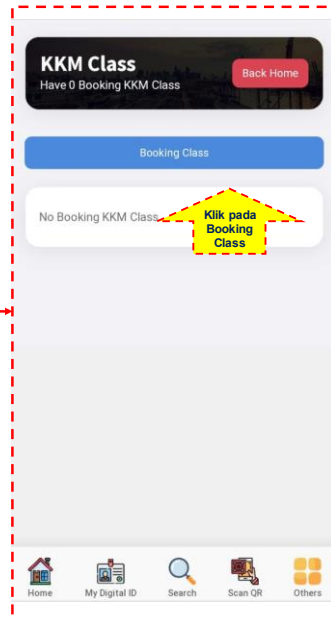 KKM Class
Have 0 Booking KKM Class
Back Home
Booking Class
No Booking KKM Class
Klik pada
Booking
Class
Home
My Digital ID
Search
Scan QR
Others